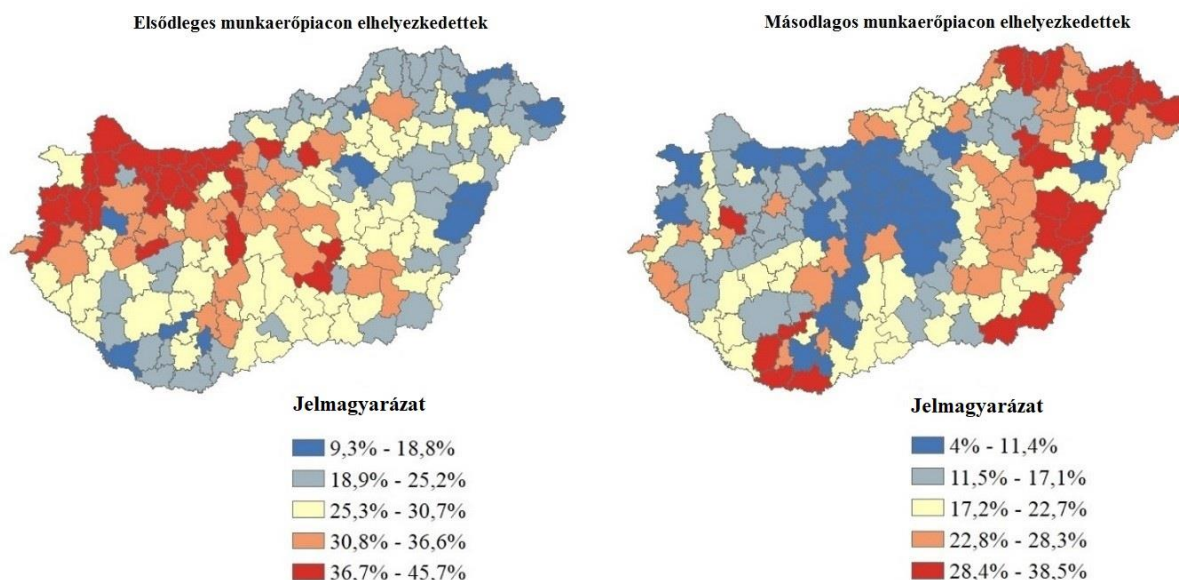 Elsődleges munkaerőpiacon elhelyezkedettek
Másodlagos munkaerőpiacon elhelyezkedettek
Jelmagyarázat
9,3% - 18,8%
18,9% - 25,2%
25,3% - 30,7%
30,8% - 36,6%
36,7% - 45,7%
Jelmagyarázat
4% - 11,4%
11,5% - 17,1%
17,2% - 22,7%
22,8% - 28,3%
28,4% - 38,5%